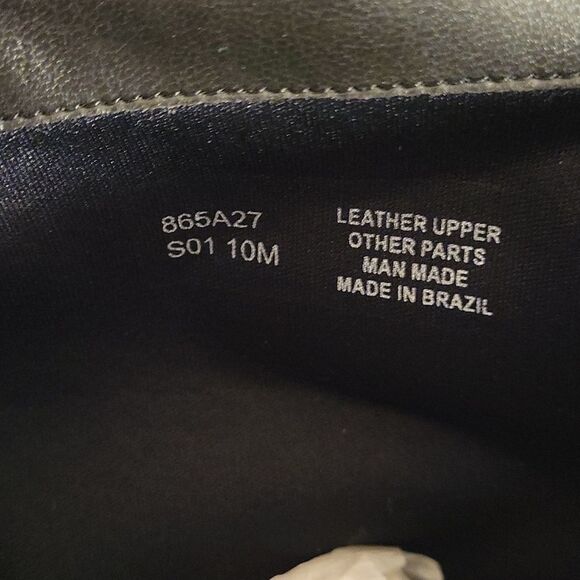 865A27
S01 10M
LEATHER UPPER
OTHER PARTS
MAN MADE
MADE IN BRAZIL